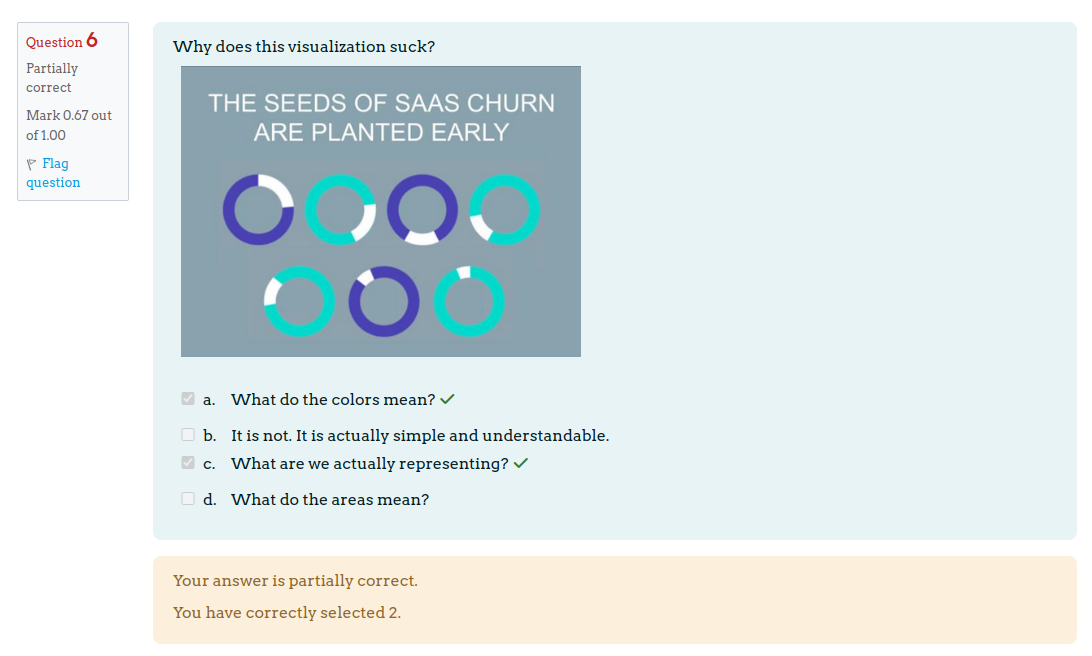 Question 6
Partially
correct
Mark 0.67 out
of 1.00
Flag
question
Why does this visualization suck?
THE SEEDS OF SAAS CHURN
ARE PLANTED EARLY
a. What do the colors mean?
b. It is not. It is actually simple and understandable.
c. What are we actually representing?
d. What do the areas mean?
Your answer is partially correct.
You have correctly selected 2.